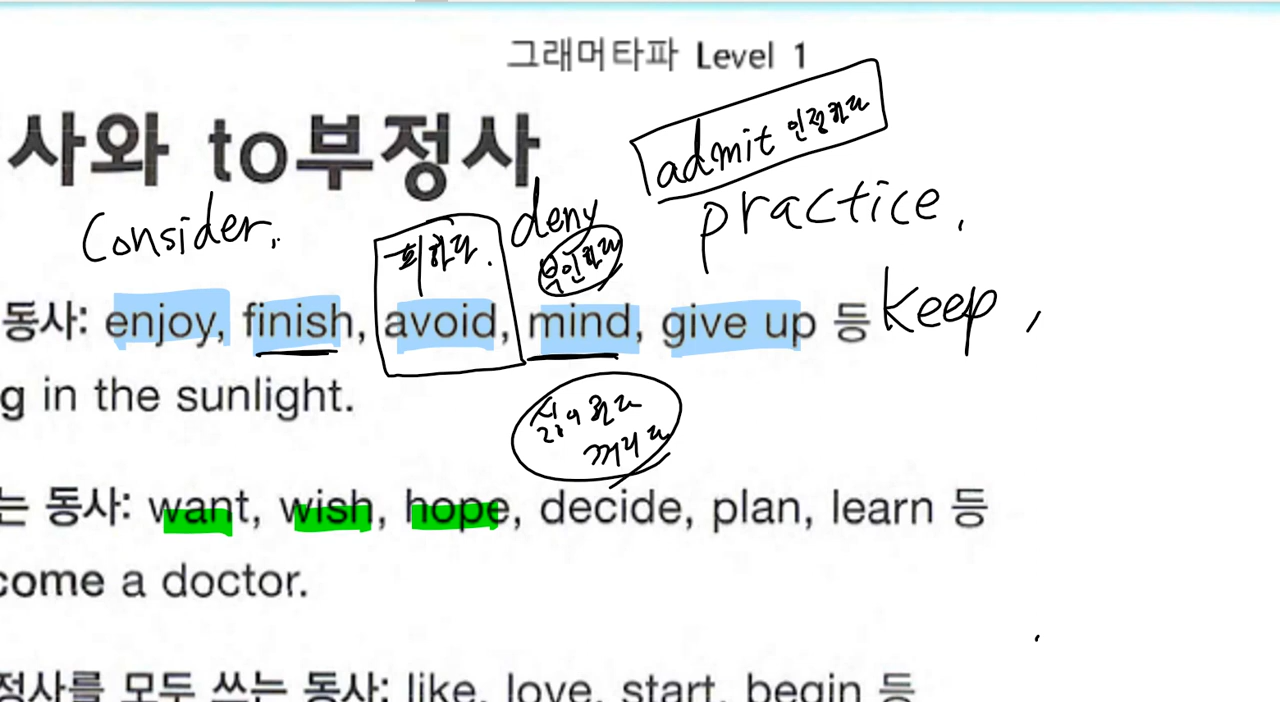 그래머타파 Level 1
사와 to부정사
admit 인정하다
Consider,
회하다.
deny
부인하다
practice,
동사: enjoy, finish, avoid, mind, give up 등
keep,
g in the sunlight.
싫어하다
꺼리다
는 동사: want, wish, hope, decide, plan, learn 등
come a doctor.
정사를 모두 쓰는 동사: like, love, start, begin 등